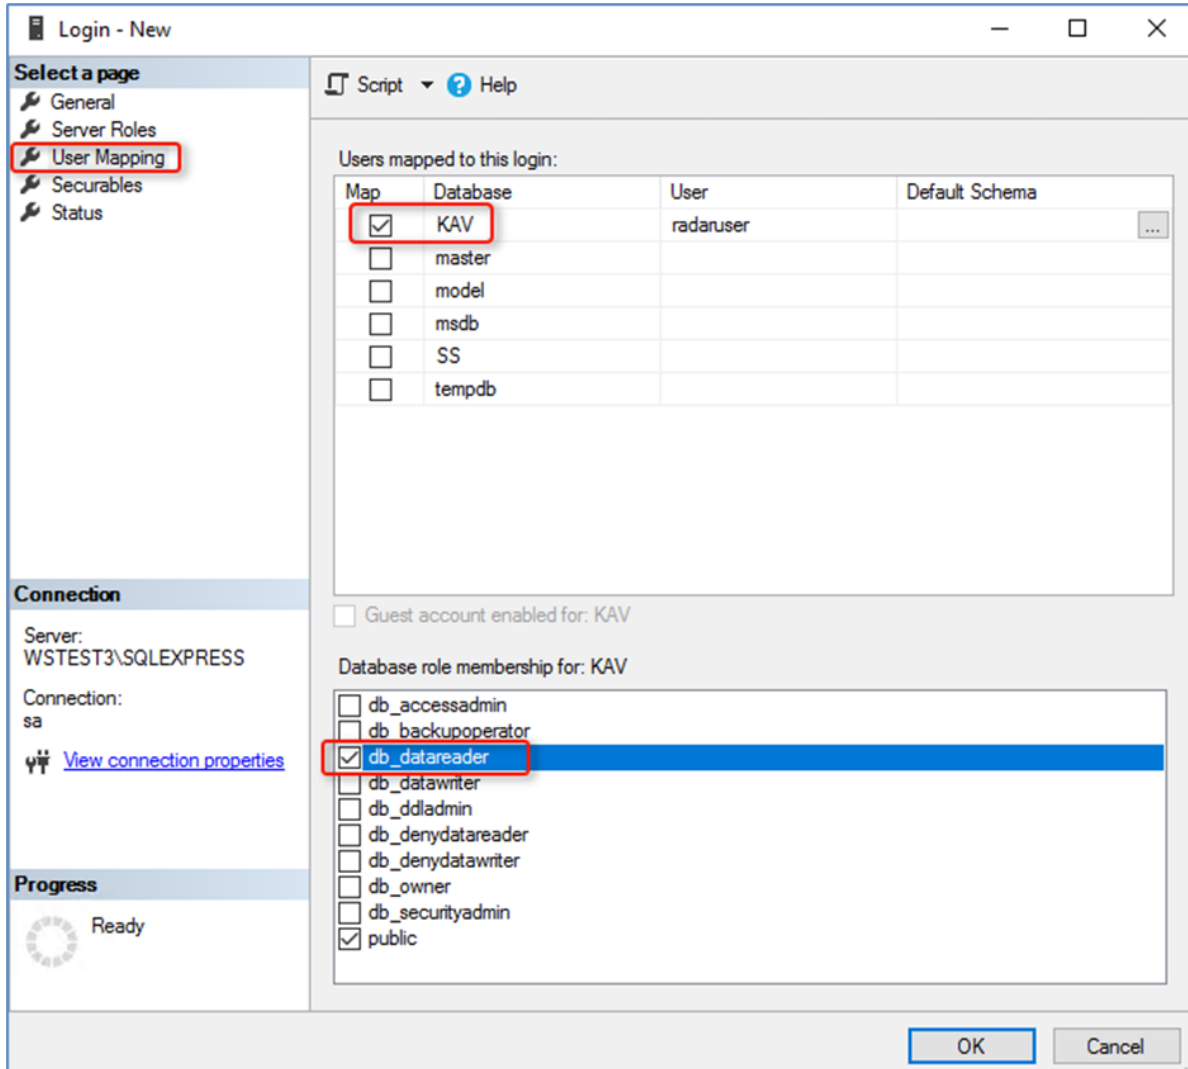 Login - New
Select a page
General
Server Roles
User Mapping
Securables
Status
Connection
Server:
WSTEST3\SQLEXPRESS
Connection:
sa
View connection properties
Progress
Ready
Script Help
Users mapped to this login:
Map Database User Default Schema
KAV radaruser ...
master
model
msdb
SS
tempdb
Guest account enabled for: KAV
Database role membership for: KAV
db_accessadmin
db_backupoperator
db_datareader
db_datawriter
db_ddladmin
db_denydatareader
db_denydatawriter
db_owner
db_securityadmin
public
OK Cancel